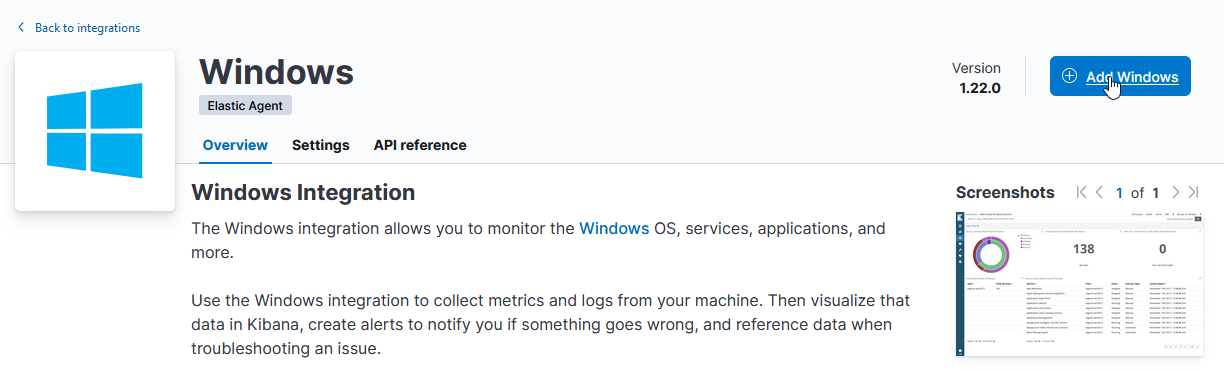 Back to integrations
Windows
Elastic Agent
Version
1.22.0
Add Windows
Overview
Settings
API reference
Windows Integration
The Windows integration allows you to monitor the Windows OS, services, applications, and
more.
Use the Windows integration to collect metrics and logs from your machine. Then visualize that
data in Kibana, create alerts to notify you if something goes wrong, and reference data when
troubleshooting an issue.
Screenshots
1 of 1
138
0